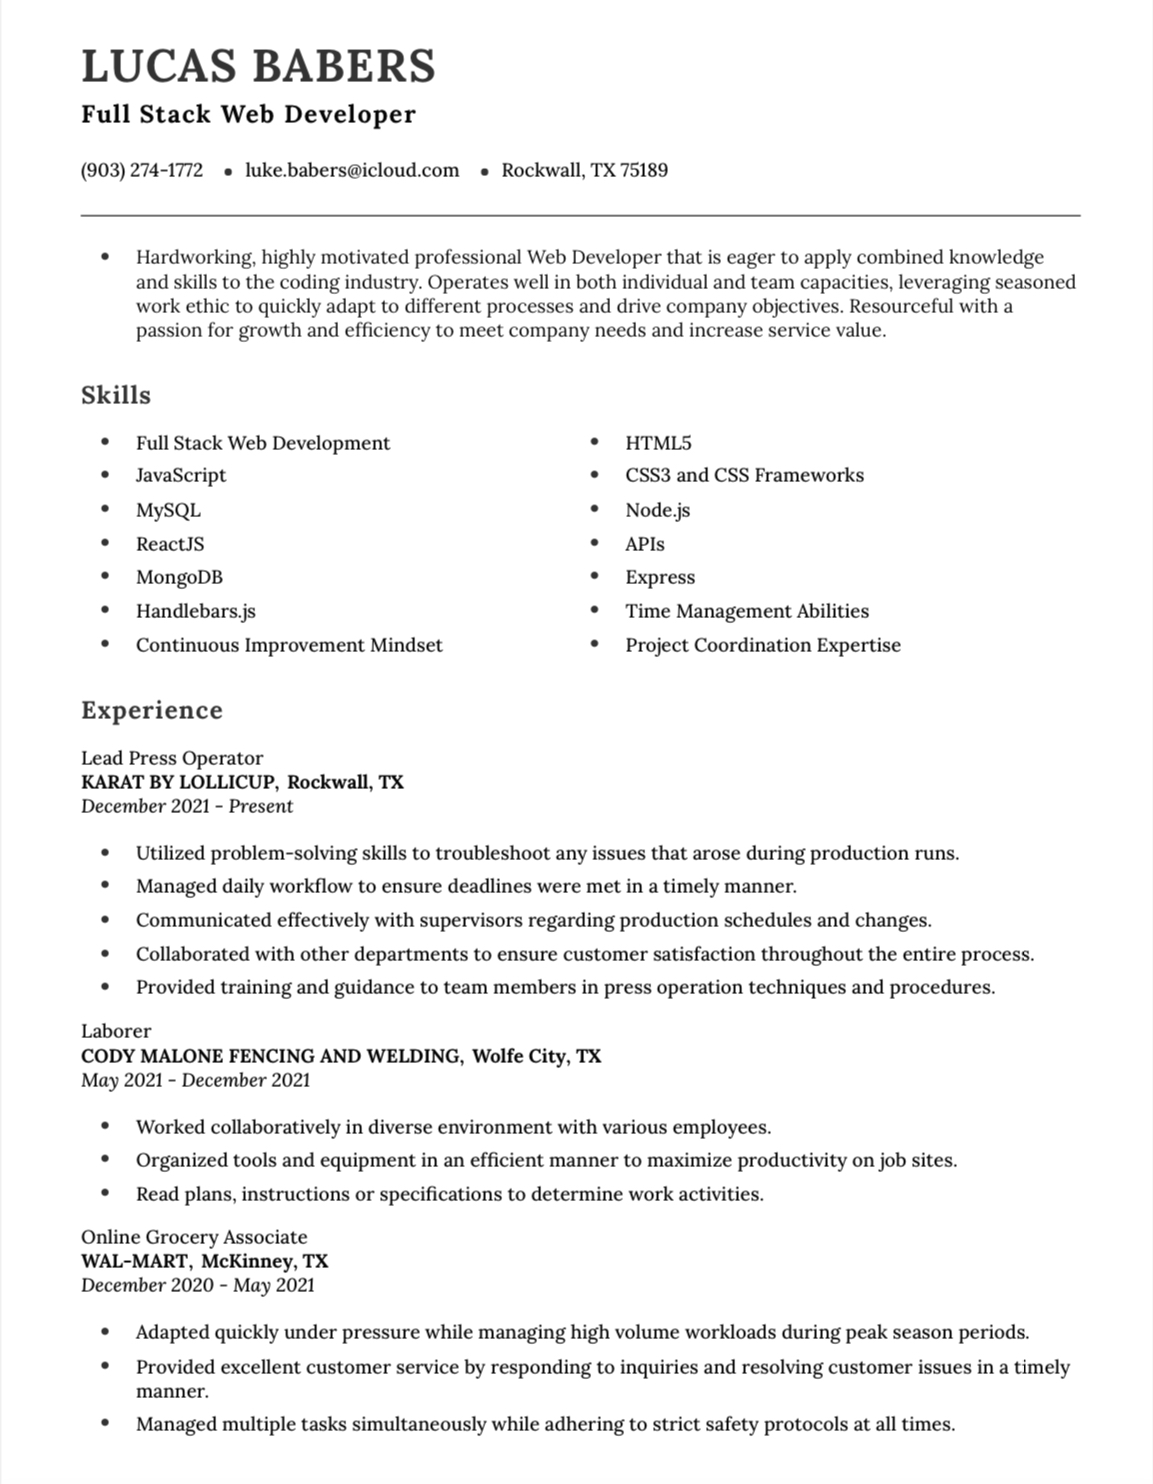 LUCAS BABERS
Full Stack Web Developer
(903) 274-1772 • luke.babers@icloud.com • Rockwall, TX 75189
• Hardworking, highly motivated professional Web Developer that is eager to apply combined knowledge
and skills to the coding industry. Operates well in both individual and team capacities, leveraging seasoned
work ethic to quickly adapt to different processes and drive company objectives. Resourceful with a
passion for growth and efficiency to meet company needs and increase service value.
Skills
• Full Stack Web Development
• JavaScript
• MySQL
• ReactJS
• MongoDB
• Handlebars.js
• Continuous Improvement Mindset
• HTML5
• CSS3 and CSS Frameworks
• Node.js
• APIs
• Express
• Time Management Abilities
• Project Coordination Expertise
Experience
Lead Press Operator
KARAT BY LOLLICUP, Rockwall, TX
December 2021 - Present
• Utilized problem-solving skills to troubleshoot any issues that arose during production runs.
• Managed daily workflow to ensure deadlines were met in a timely manner.
• Communicated effectively with supervisors regarding production schedules and changes.
• Collaborated with other departments to ensure customer satisfaction throughout the entire process.
• Provided training and guidance to team members in press operation techniques and procedures.
Laborer
CODY MALONE FENCING AND WELDING, Wolfe City, TX
May 2021 - December 2021
• Worked collaboratively in diverse environment with various employees.
• Organized tools and equipment in an efficient manner to maximize productivity on job sites.
• Read plans, instructions or specifications to determine work activities.
Online Grocery Associate
WAL-MART, McKinney, TX
December 2020 - May 2021
• Adapted quickly under pressure while managing high volume workloads during peak season periods.
• Provided excellent customer service by responding to inquiries and resolving customer issues in a timely
manner.
• Managed multiple tasks simultaneously while adhering to strict safety protocols at all times.